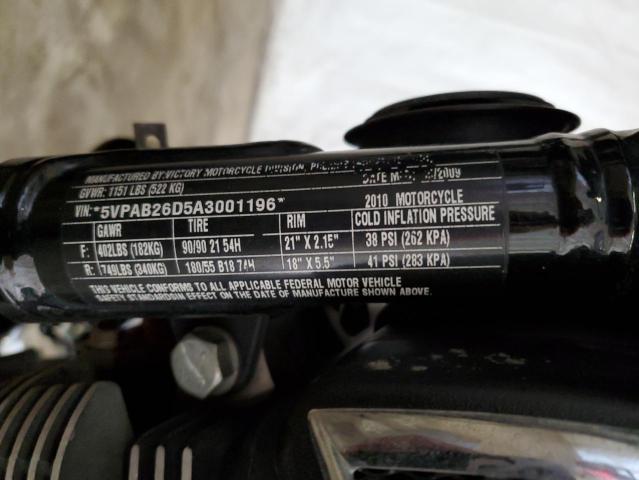 MANUFACTURED BY:VICTORY MOTORCYCLE DIVISION,
GVWR: 1151 LBS (522 KG) DATE /2009
VIN:*5VPAB26D5A3001196* 2010 MOTORCYCLE
GAWR TIRE RIM COLD INFLATION PRESSURE
F: 402LBS (182KG) 90/90 21 54H 21" X 2.15" 38 PSI (262 KPA)
R: 749LBS (340KG) 180/55 B18 74H 18" X 5.5" 41 PSI (283 KPA)
THIS VEHICLE CONFORMS TO ALL APPLICABLE FEDERAL MOTOR VEHICLE
SAFETY STANDARDSIN EFFECT ON THE DATE OF MANUFACTURE SHOWN ABOVE.